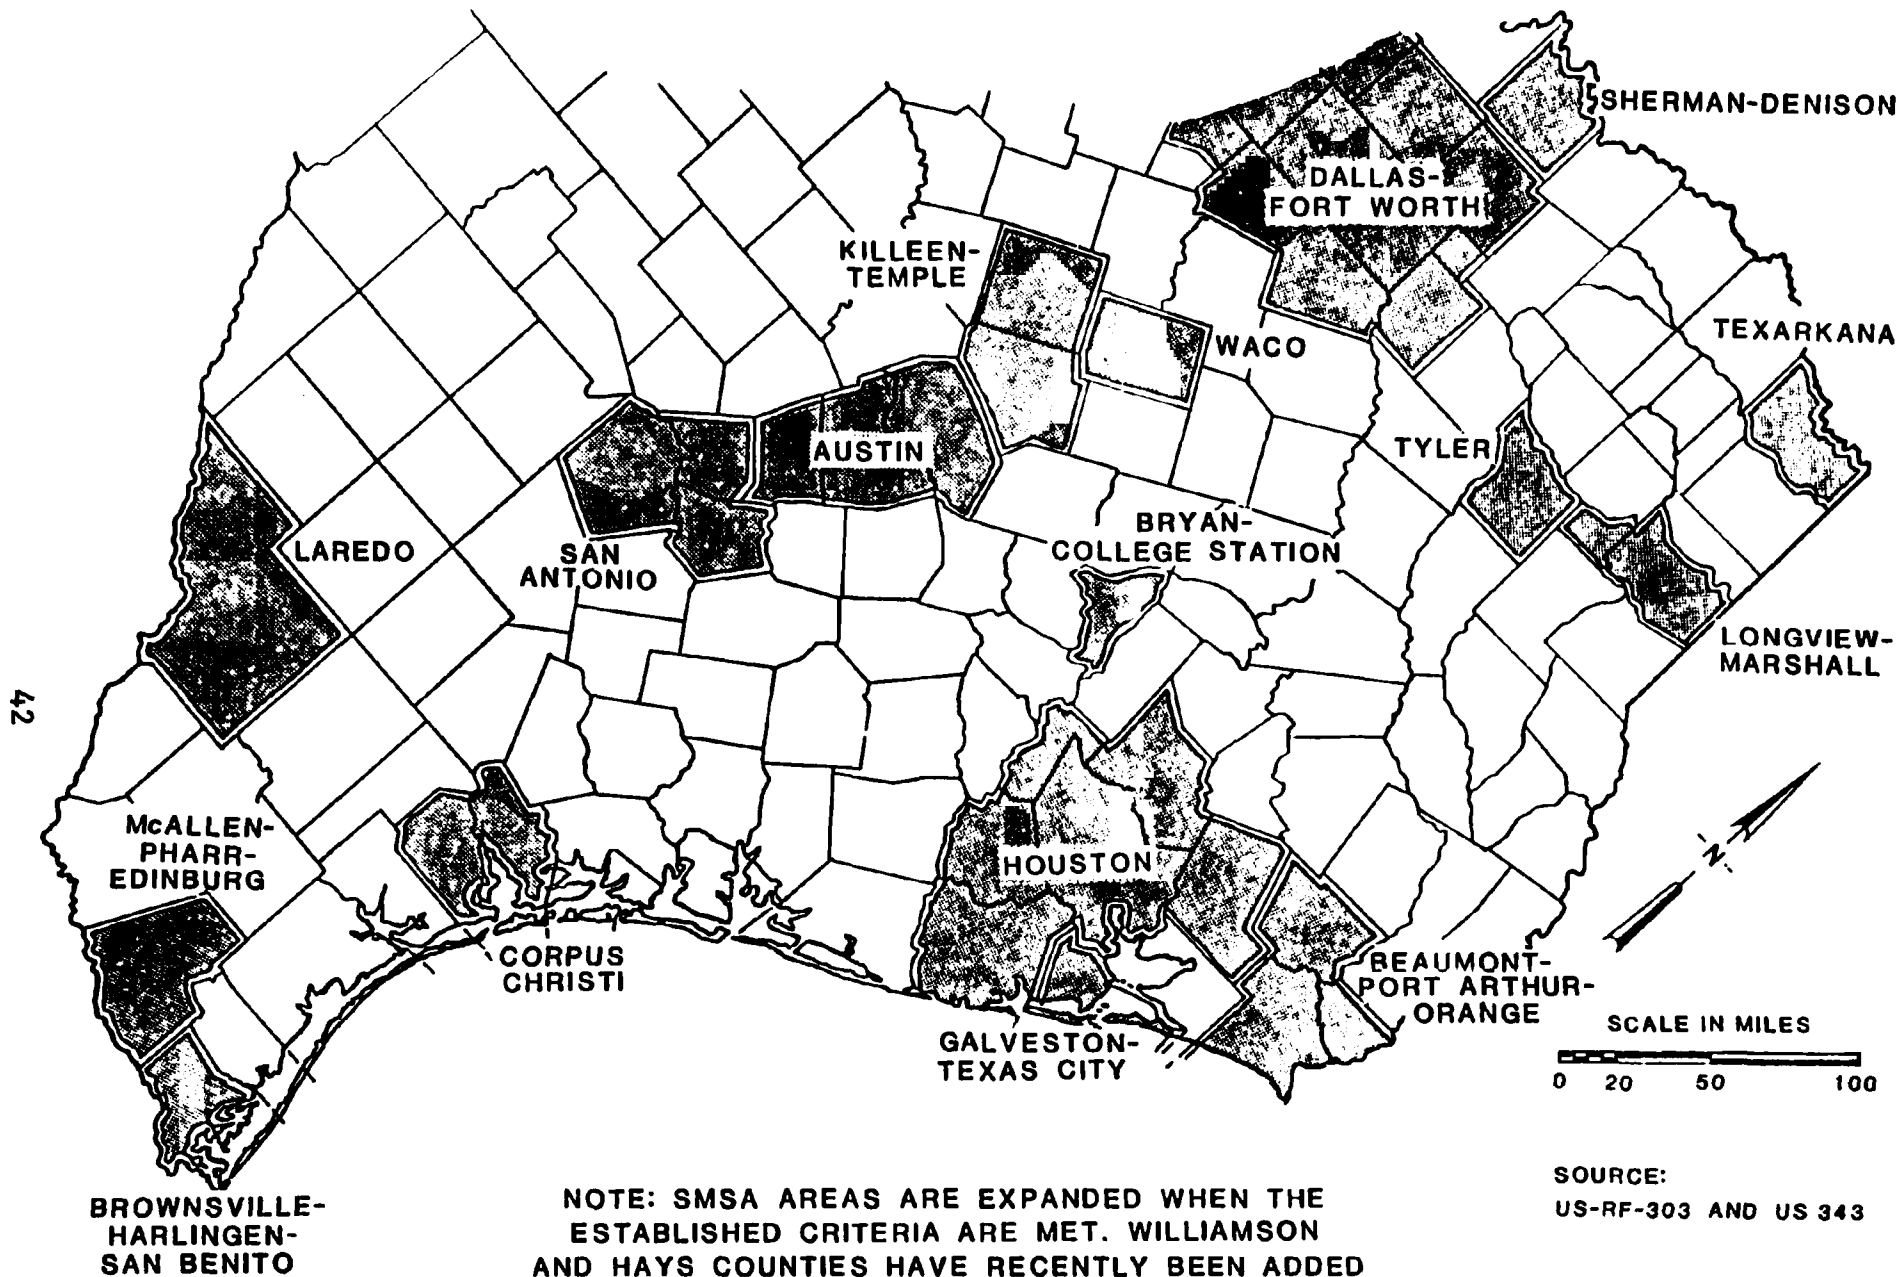 SHERMAN-DENISON
DALLAS-
FORT WORTH
KILLEEN-
TEMPLE
TEXARKANA
WACO
AUSTIN
TYLER
BRYAN-
COLLEGE STATION
LAREDO
SAN
ANTONIO
LONGVIEW-
MARSHALL
42
McALLEN-
PHARR-
EDINBURG
HOUSTON
N
CORPUS
CHRISTI
BEAUMONT-
PORT ARTHUR-
ORANGE
GALVESTON-
TEXAS CITY
SCALE IN MILES
0 20 50 100
BROWNSVILLE-
HARLINGEN-
SAN BENITO
NOTE: SMSA AREAS ARE EXPANDED WHEN THE
ESTABLISHED CRITERIA ARE MET. WILLIAMSON
AND HAYS COUNTIES HAVE RECENTLY BEEN ADDED
SOURCE:
US-RF-303 AND US 343